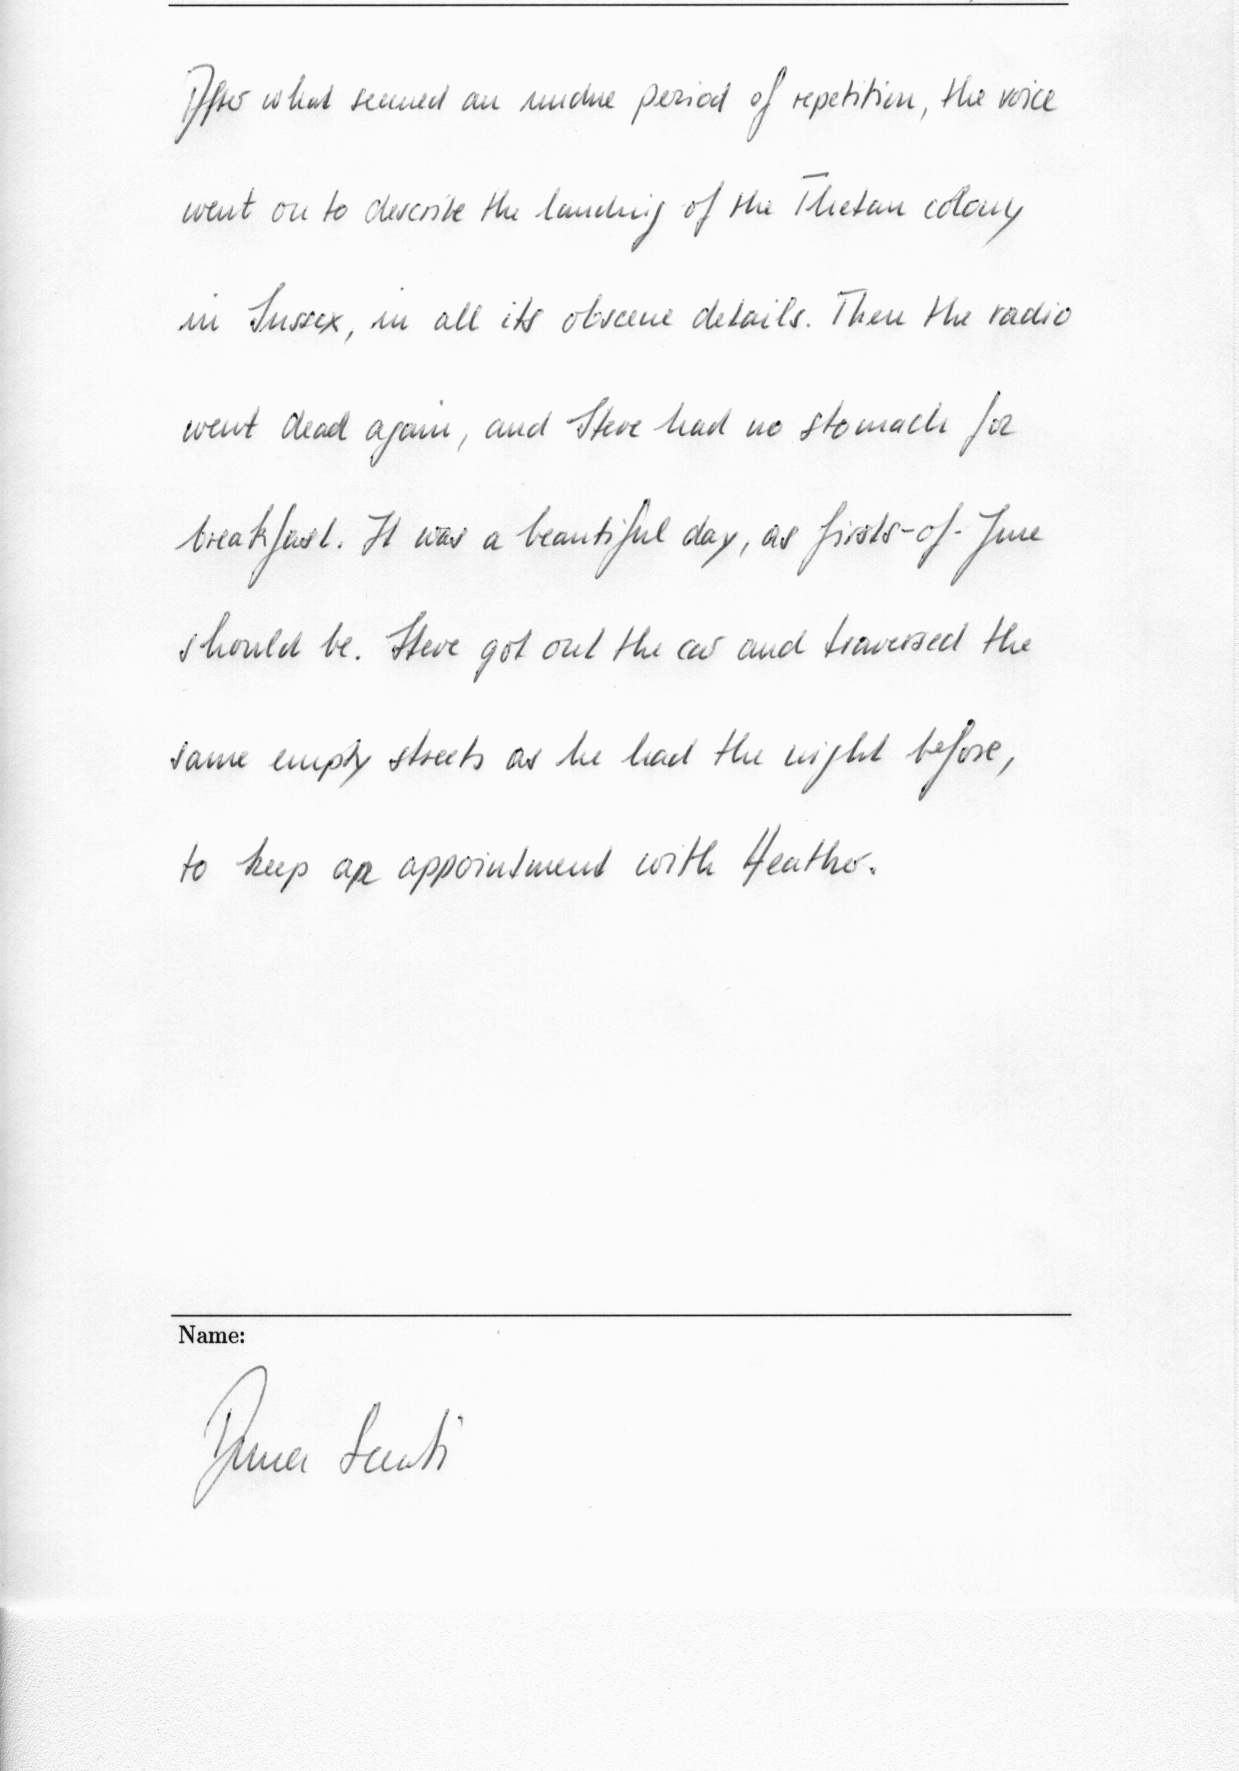 After what seemed an undue period of repetition, the voice
went on to describe the landing of the Thetan colony
in Sussex, in all its obscene details. Then the radio
went dead again, and Steve had no stomach for
breakfast. It was a beautiful day, as firsts-of-June
should be. Steve got out the car and traversed the
same empty streets as he had the night before,
to keep an appointment with Heather.
Name: